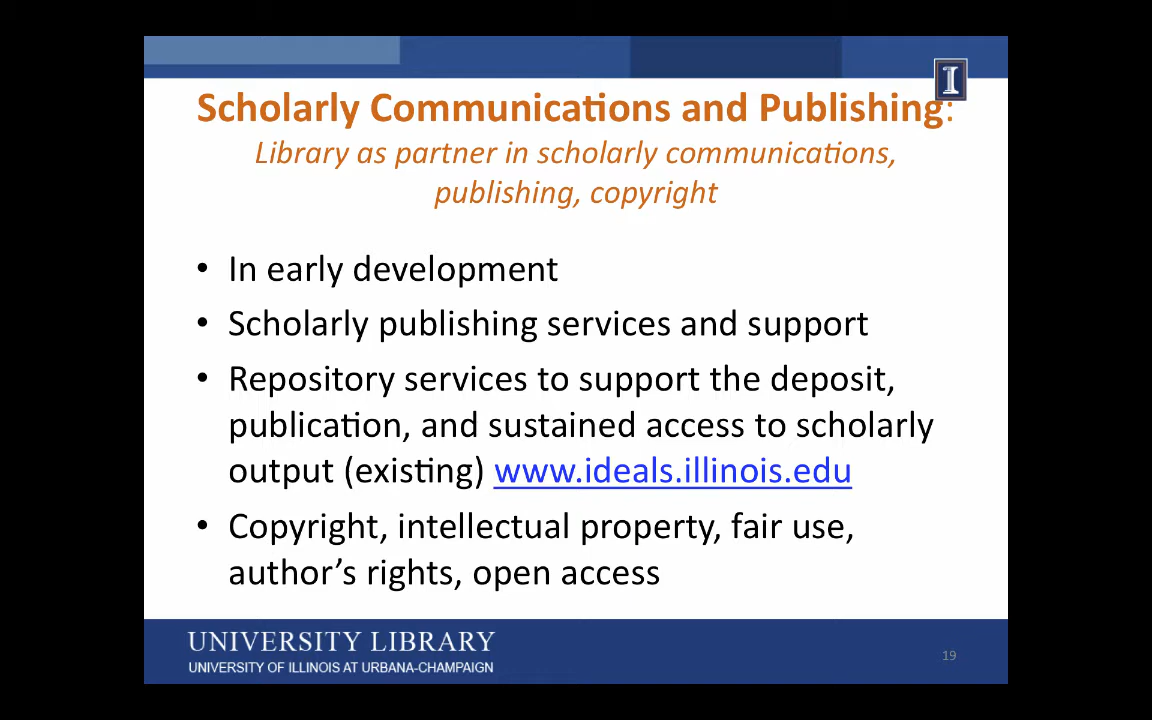 I
Scholarly Communications and Publishing:
Library as partner in scholarly communications,
publishing, copyright
• In early development
• Scholarly publishing services and support
• Repository services to support the deposit,
publication, and sustained access to scholarly
output (existing) www.ideals.illinois.edu
• Copyright, intellectual property, fair use,
author’s rights, open access
UNIVERSITY LIBRARY
UNIVERSITY OF ILLINOIS AT URBANA-CHAMPAIGN
19